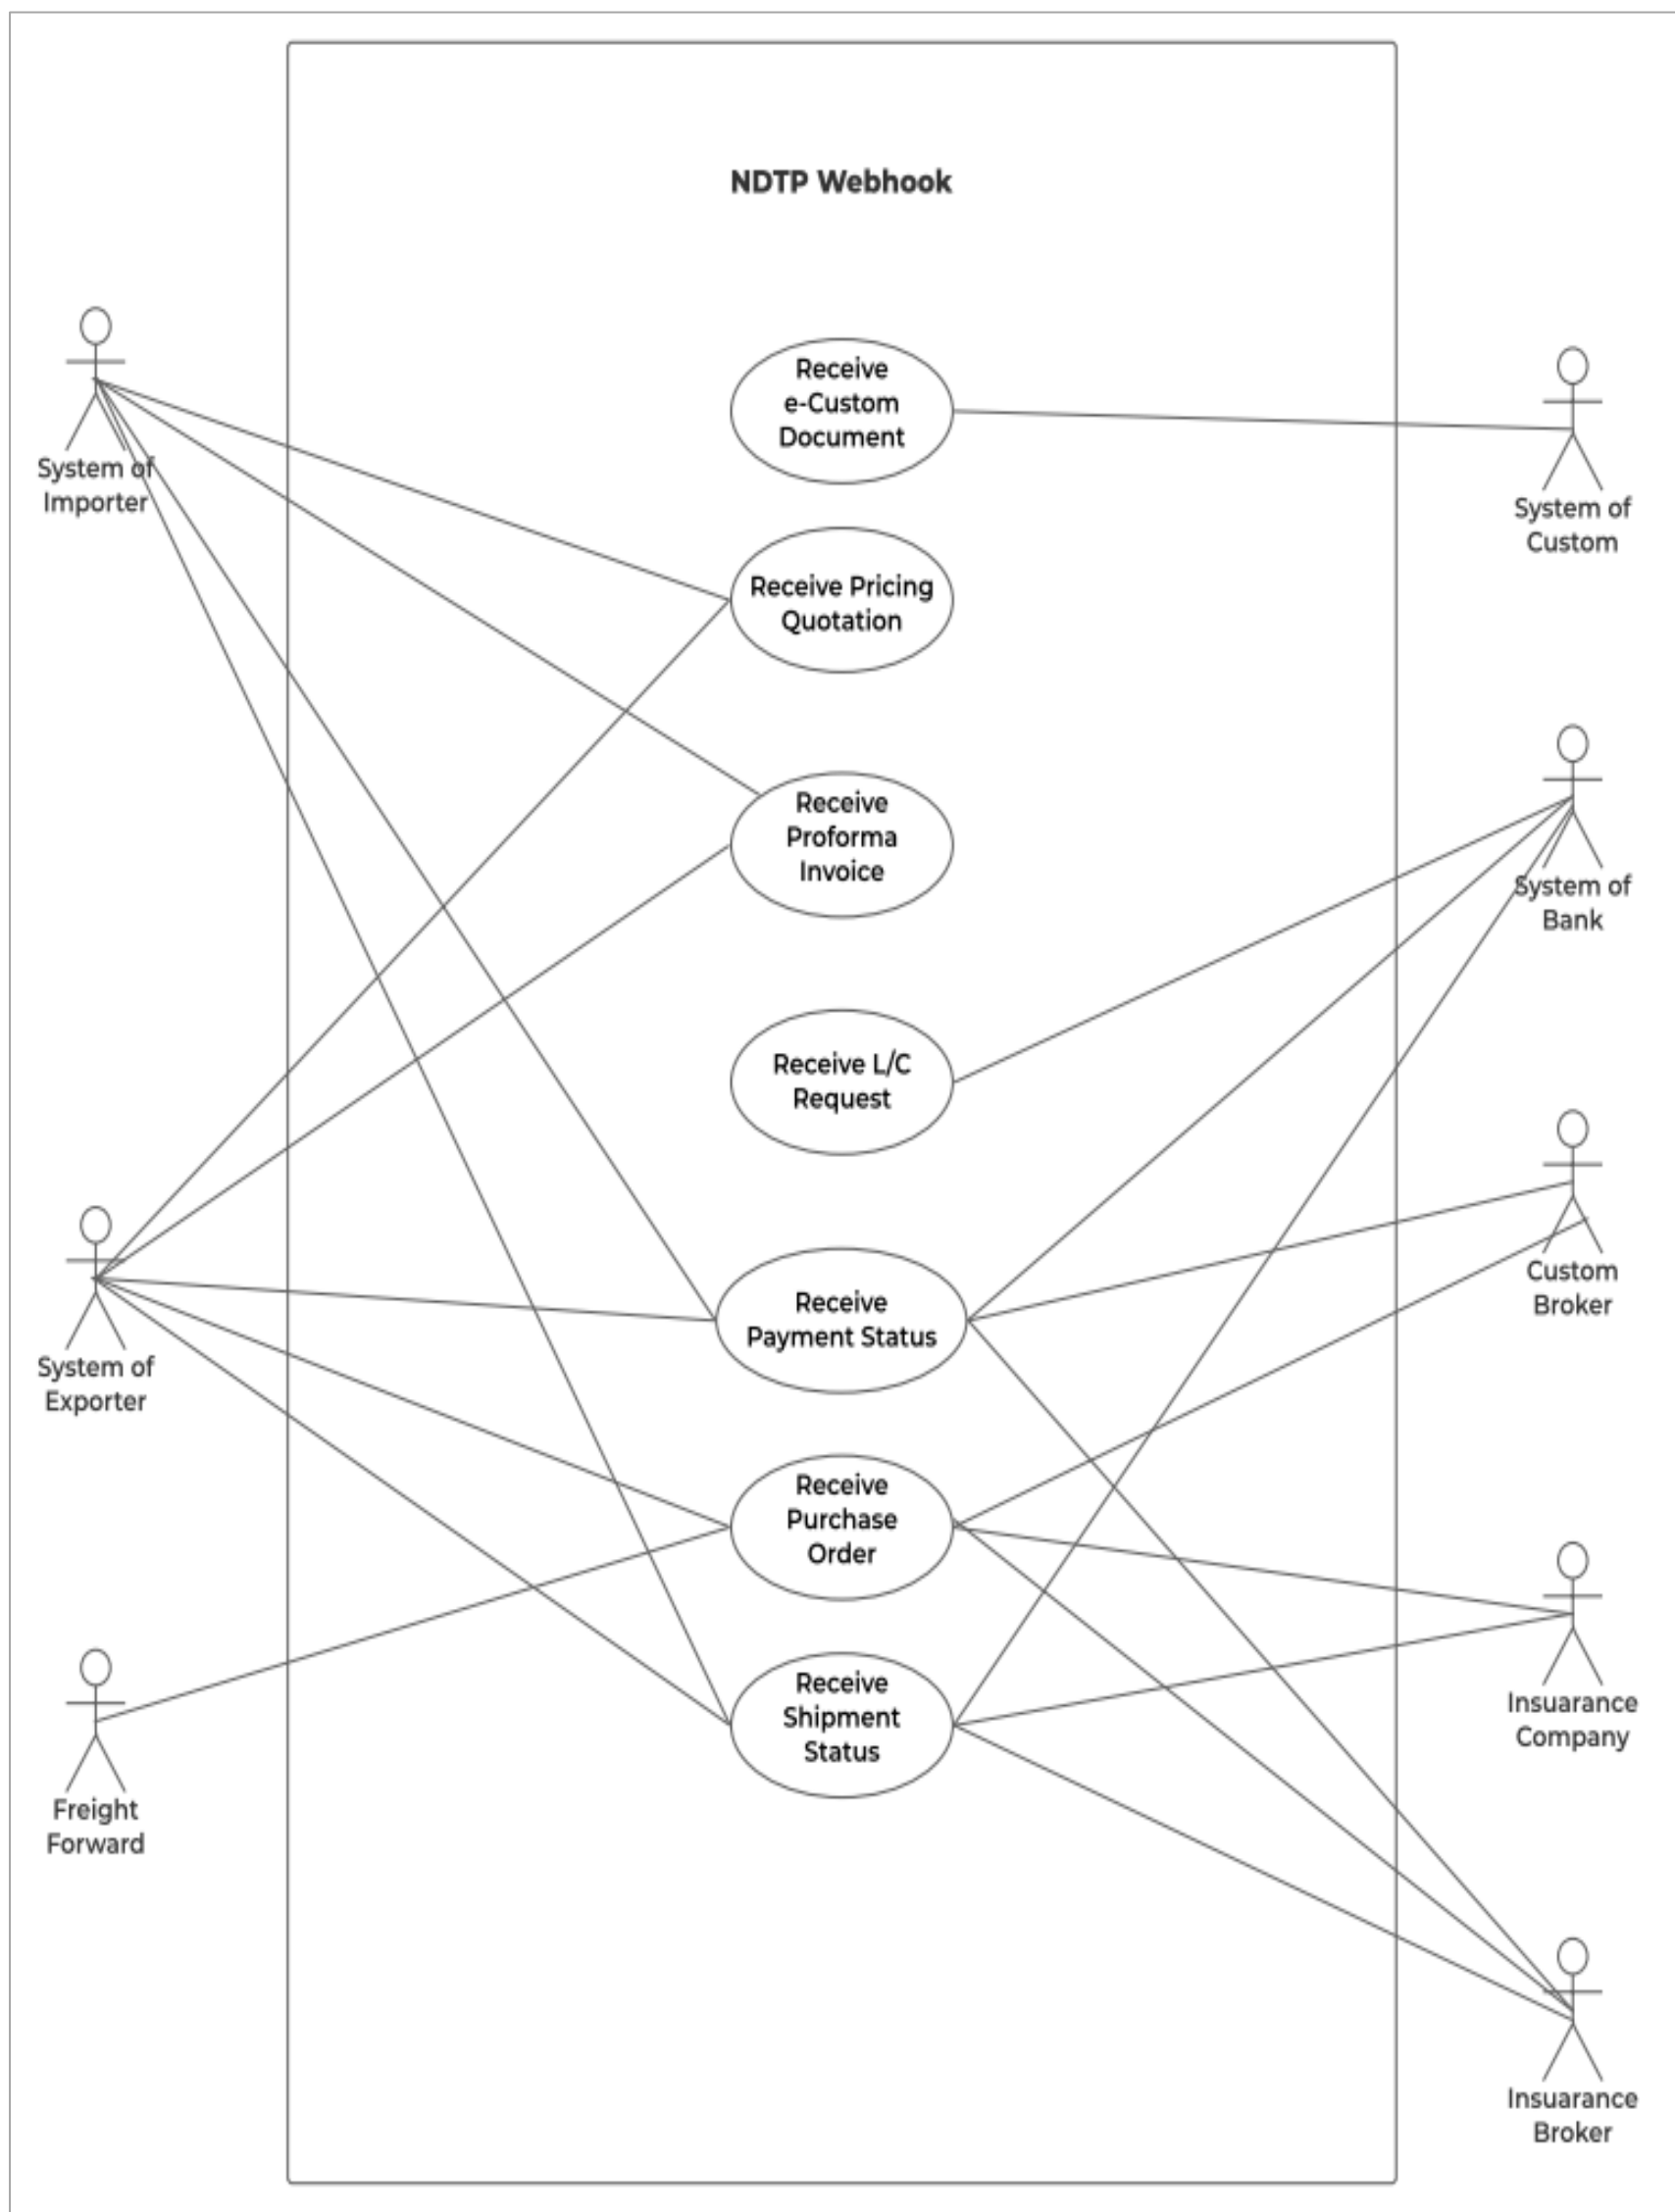 NDTP Webhook
System of
Importer
System of
Exporter
Freight
Forward
Receive
e-Custom
Document
Receive Pricing
Quotation
Receive
Proforma
Invoice
Receive L/C
Request
Receive
Payment Status
Receive
Purchase
Order
Receive
Shipment
Status
System of
Custom
System of
Bank
Custom
Broker
Insuarance
Company
Insuarance
Broker